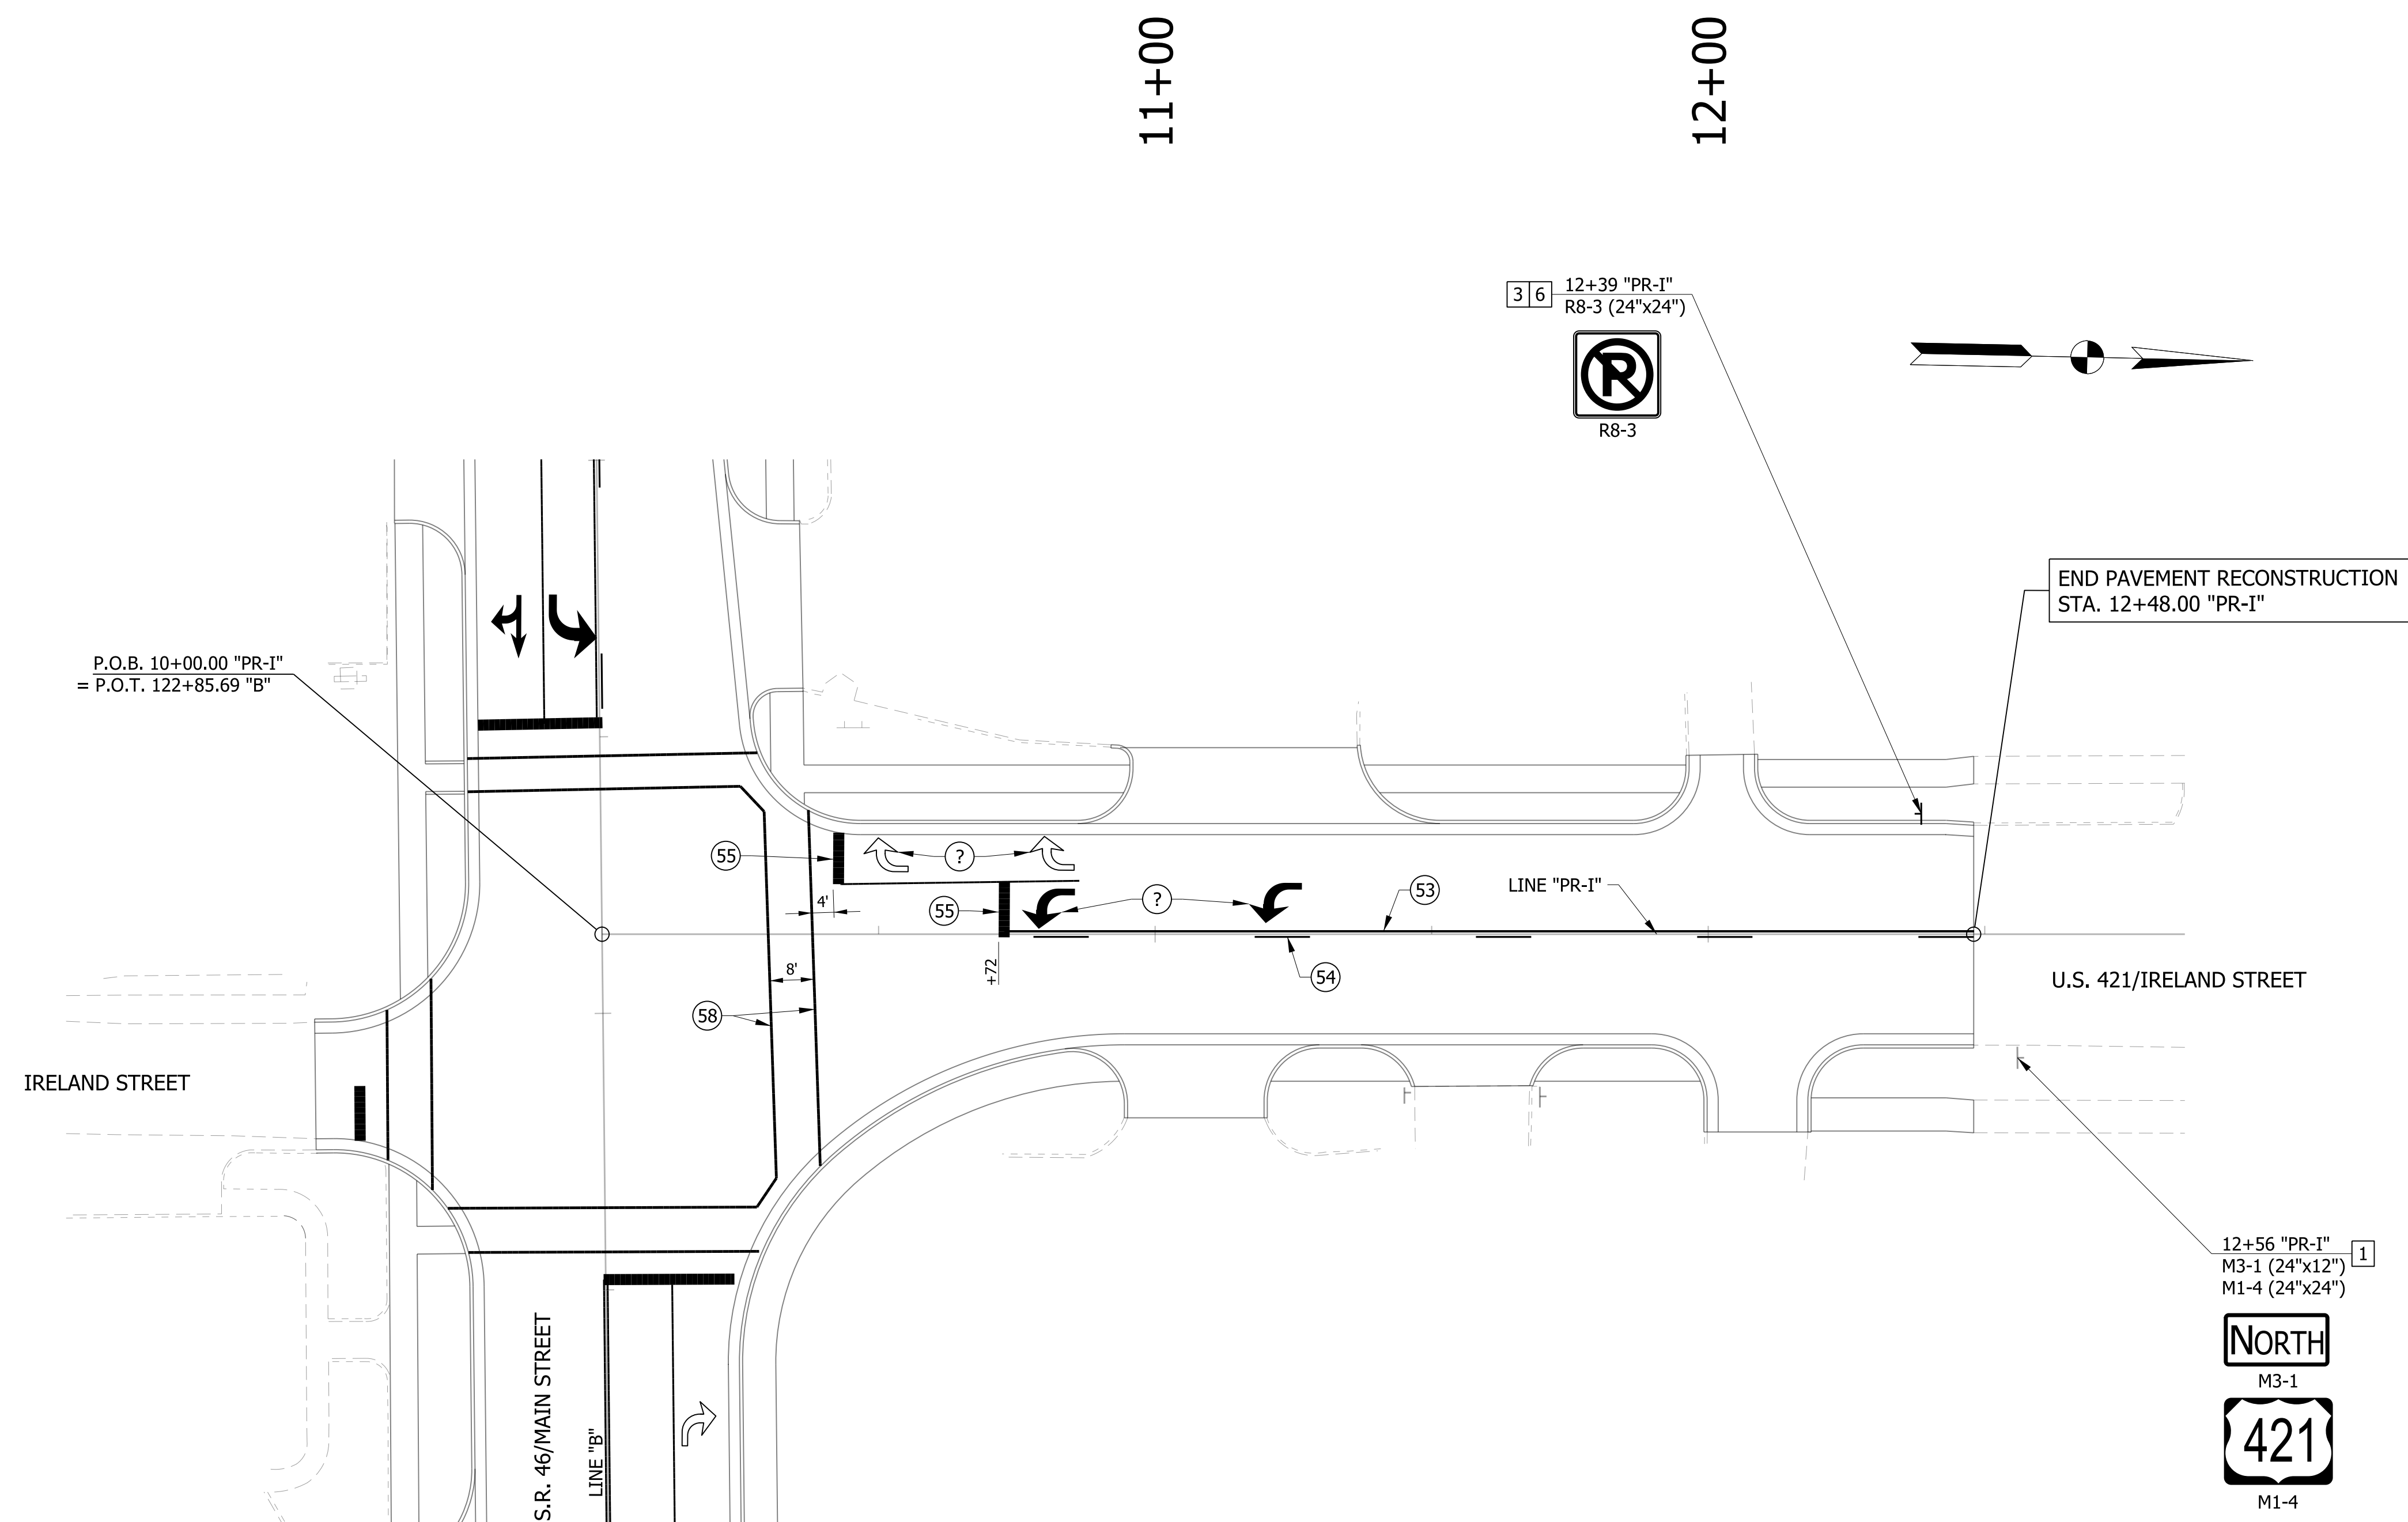 11+00
12+00
3 6
12+39 "PR-I"
R8-3 (24"x24")
P
R8-3
END PAVEMENT RECONSTRUCTION
STA. 12+48.00 "PR-I"
P.O.B. 10+00.00 "PR-I"
= P.O.T. 122+85.69 "B"
55
?
4'
55
?
53
LINE "PR-I"
54
+72
8'
58
U.S. 421/IRELAND STREET
IRELAND STREET
S.R. 46/MAIN STREET
LINE "B"
12+56 "PR-I"
M3-1 (24"x12")
M1-4 (24"x24")
1
NORTH
M3-1
421
M1-4